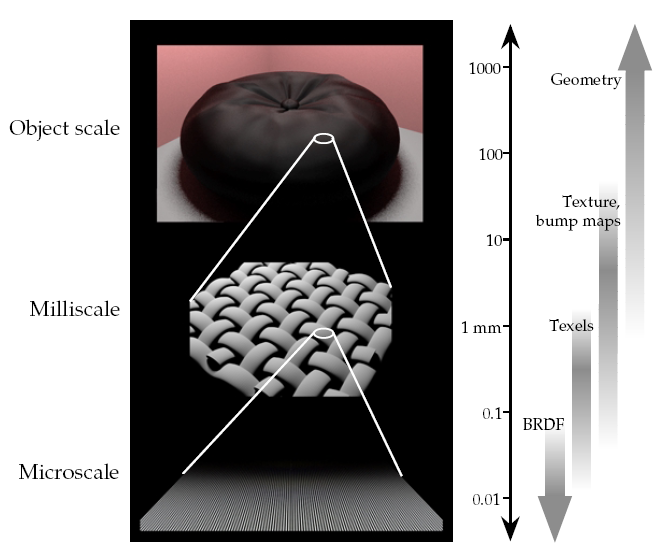 Object scale
Milliscale
Microscale
1000
100
10
1 mm
0.1
0.01
Geometry
Texture,
bump maps
Texels
BRDF